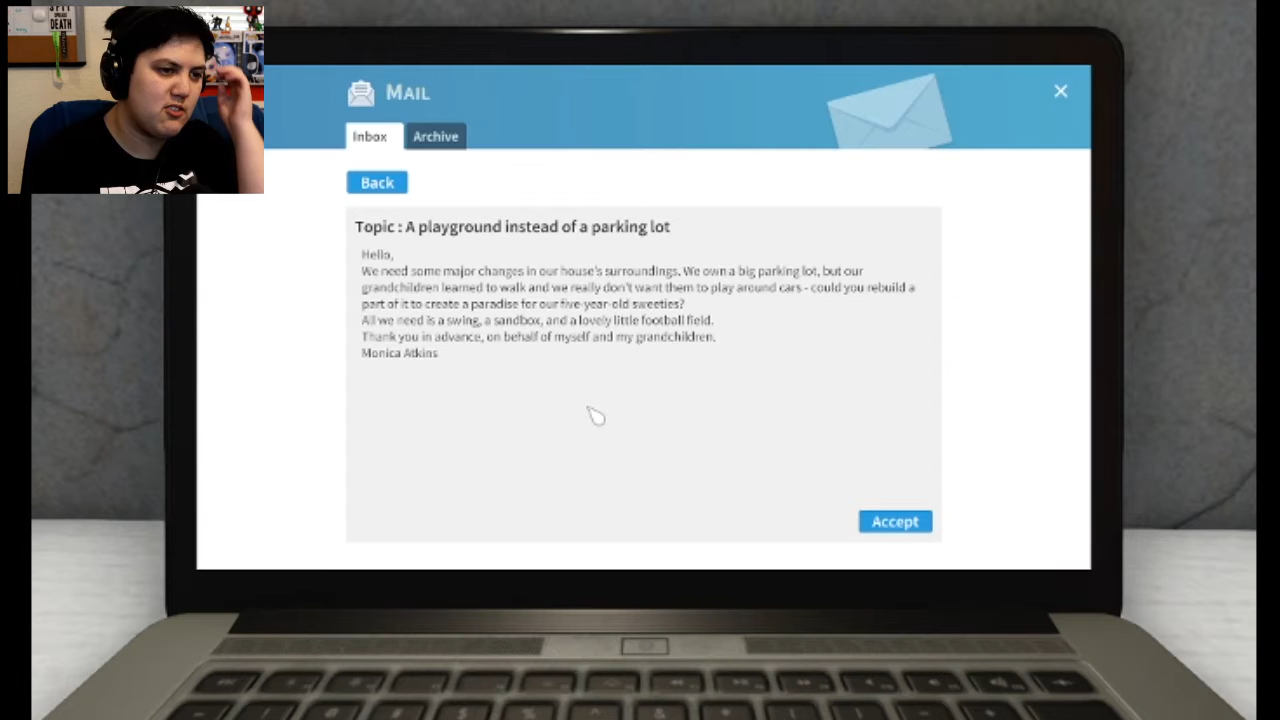 DEATH
MAIL
Inbox Archive
Back
Topic : A playground instead of a parking lot
Hello,
We need some major changes in our house's surroundings. We own a big parking lot, but our
grandchildren learned to walk and we really don't want them to play around cars - could you rebuild a
part of it to create a paradise for our five-year-old sweeties?
All we need is a swing, a sandbox, and a lovely little football field.
Thank you in advance, on behalf of myself and my grandchildren.
Monica Atkins
Accept